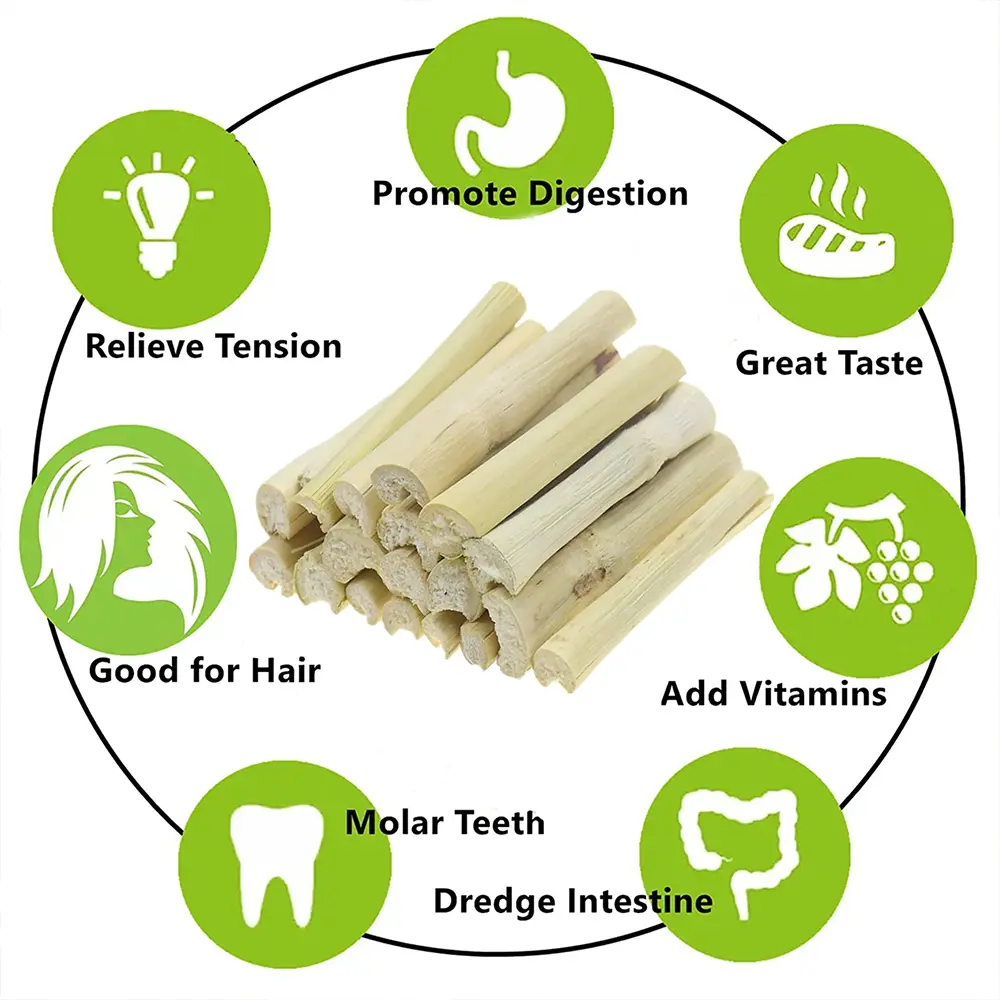 Promote Digestion
Relieve Tension
Great Taste
Good for Hair
Add Vitamins
Molar Teeth
Dredge Intestine